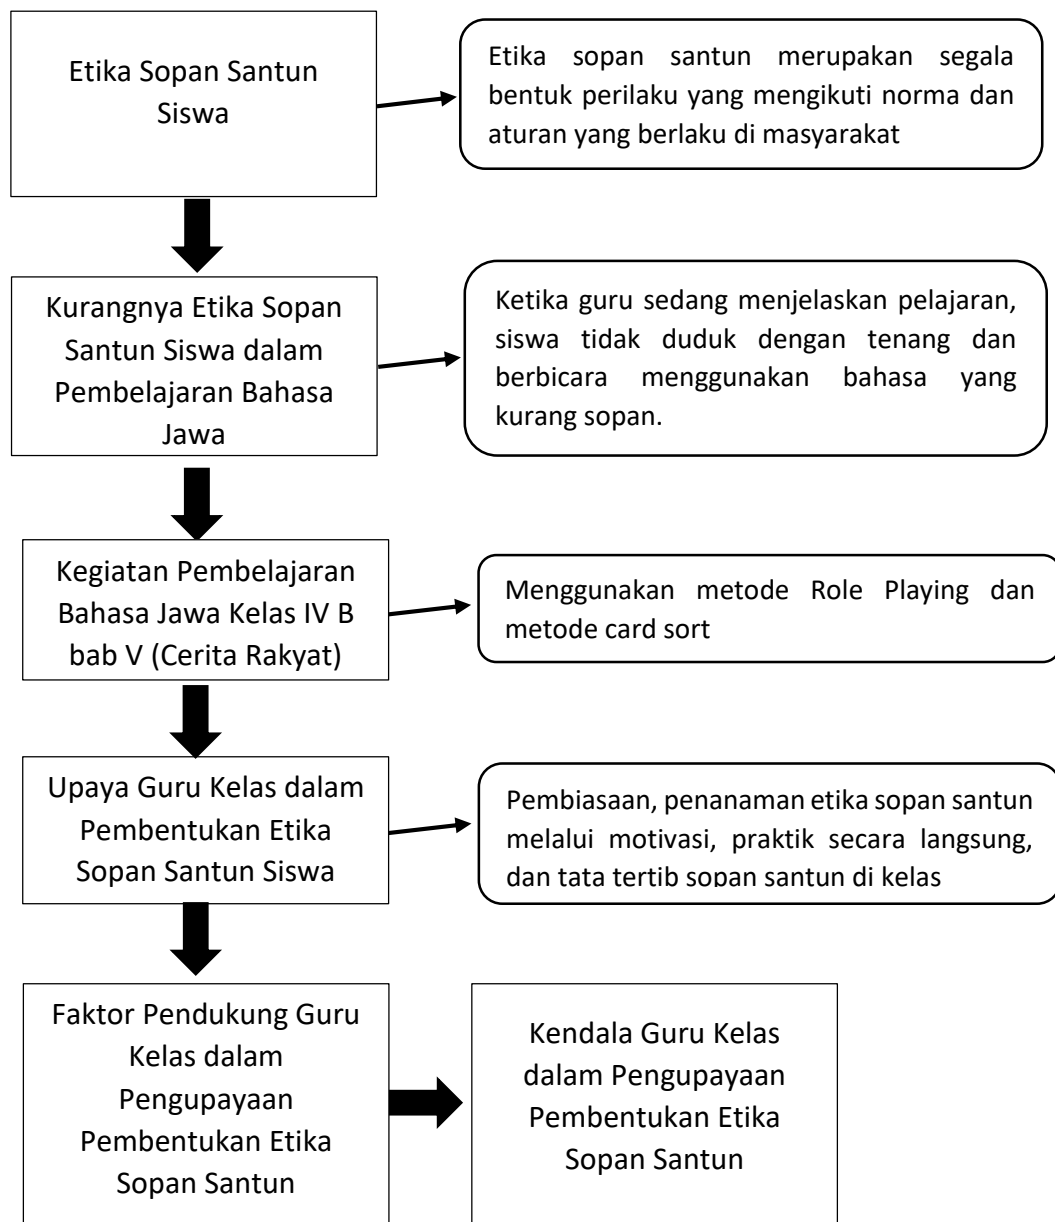 Etika Sopan Santun
Siswa
Etika sopan santun merupakan segala
bentuk perilaku yang mengikuti norma dan
aturan yang berlaku di masyarakat
Kurangnya Etika Sopan
Santun Siswa dalam
Pembelajaran Bahasa
Jawa
Ketika guru sedang menjelaskan pelajaran,
siswa tidak duduk dengan tenang dan
berbicara menggunakan bahasa yang
kurang sopan.
Kegiatan Pembelajaran
Bahasa Jawa Kelas IV B
bab V (Cerita Rakyat)
Menggunakan metode Role Playing dan
metode card sort
Upaya Guru Kelas dalam
Pembentukan Etika
Sopan Santun Siswa
Pembiasaan, penanaman etika sopan santun
melalui motivasi, praktik secara langsung,
dan tata tertib sopan santun di kelas
Faktor Pendukung Guru
Kelas dalam
Pengupayaan
Pembentukan Etika
Sopan Santun
Kendala Guru Kelas
dalam Pengupayaan
Pembentukan Etika
Sopan Santun